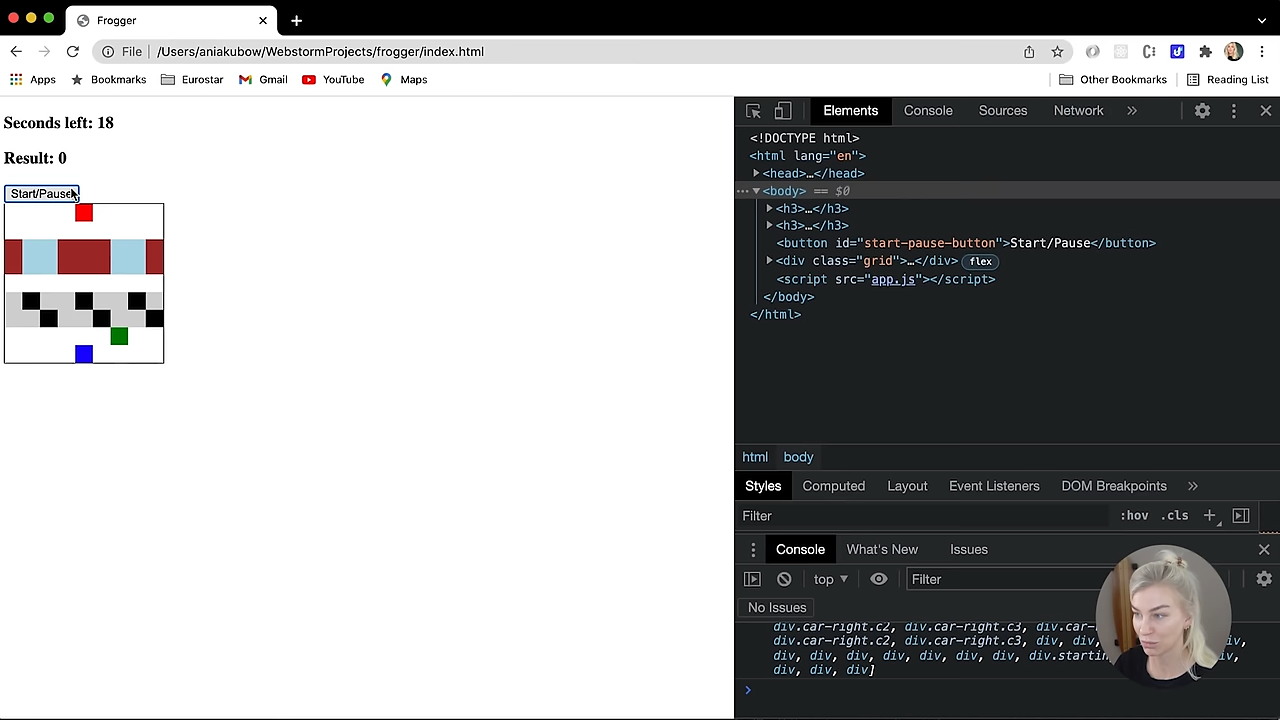 Frogger
File
/Users/aniakubow/WebstormProjects/frogger/index.html
Apps
Bookmarks
Eurostar
Gmail
YouTube
Maps
Other Bookmarks
Reading List
Seconds left: 18
Result: 0
Start/Pause
Elements
Console
Sources
Network
<!DOCTYPE html>
<html lang="en">
<head>…</head>
<body> == $0
<h3>…</h3>
<h3>…</h3>
<button id="start-pause-button">Start/Pause</button>
<div class="grid">…</div> flex
<script src="app.js"></script>
</body>
</html>
html
body
Styles
Computed
Layout
Event Listeners
DOM Breakpoints
Filter
:hov
.cls
Console
What's New
Issues
top
Filter
No Issues
div.car-right.c2, div.car-right.c3,
div.car-right.c2, div.car-right.c3, div, div,
div, div, div, div, div, div, div,
div, div, div]